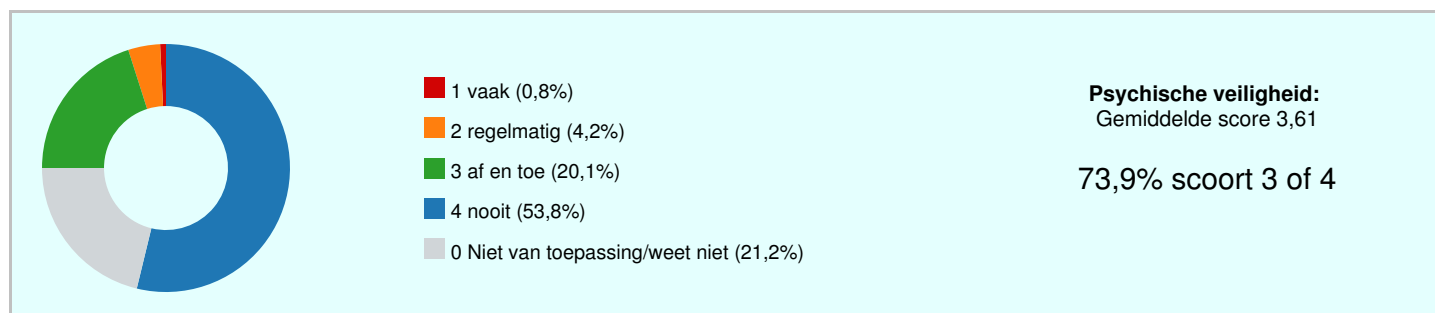 1 vaak (0,8%)
2 regelmatig (4,2%)
3 af en toe (20,1%)
4 nooit (53,8%)
0 Niet van toepassing/weet niet (21,2%)
Psychische veiligheid:
Gemiddelde score 3,61
73,9% scoort 3 of 4